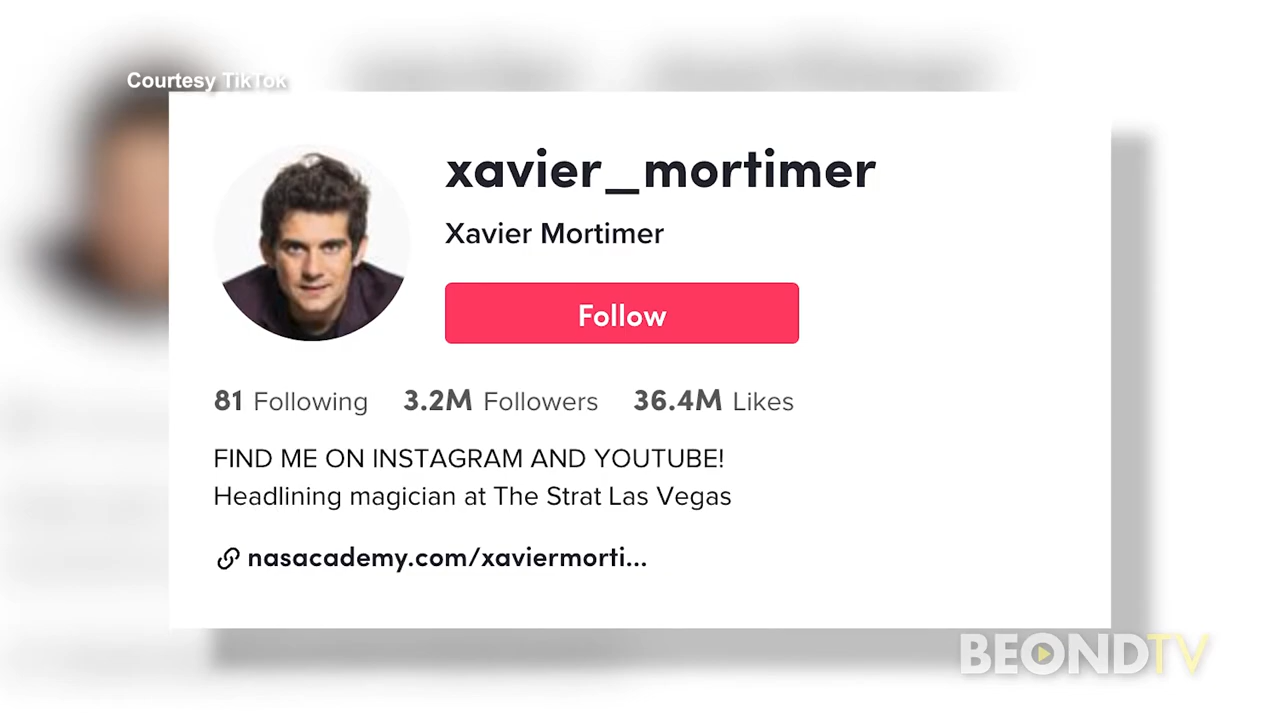 Courtesy TikTok
xavier_mortimer
Xavier Mortimer
Follow
81 Following 3.2M Followers 36.4M Likes
FIND ME ON INSTAGRAM AND YOUTUBE!
Headlining magician at The Strat Las Vegas
nasacademy.com/xaviermorti...
BEONDTV